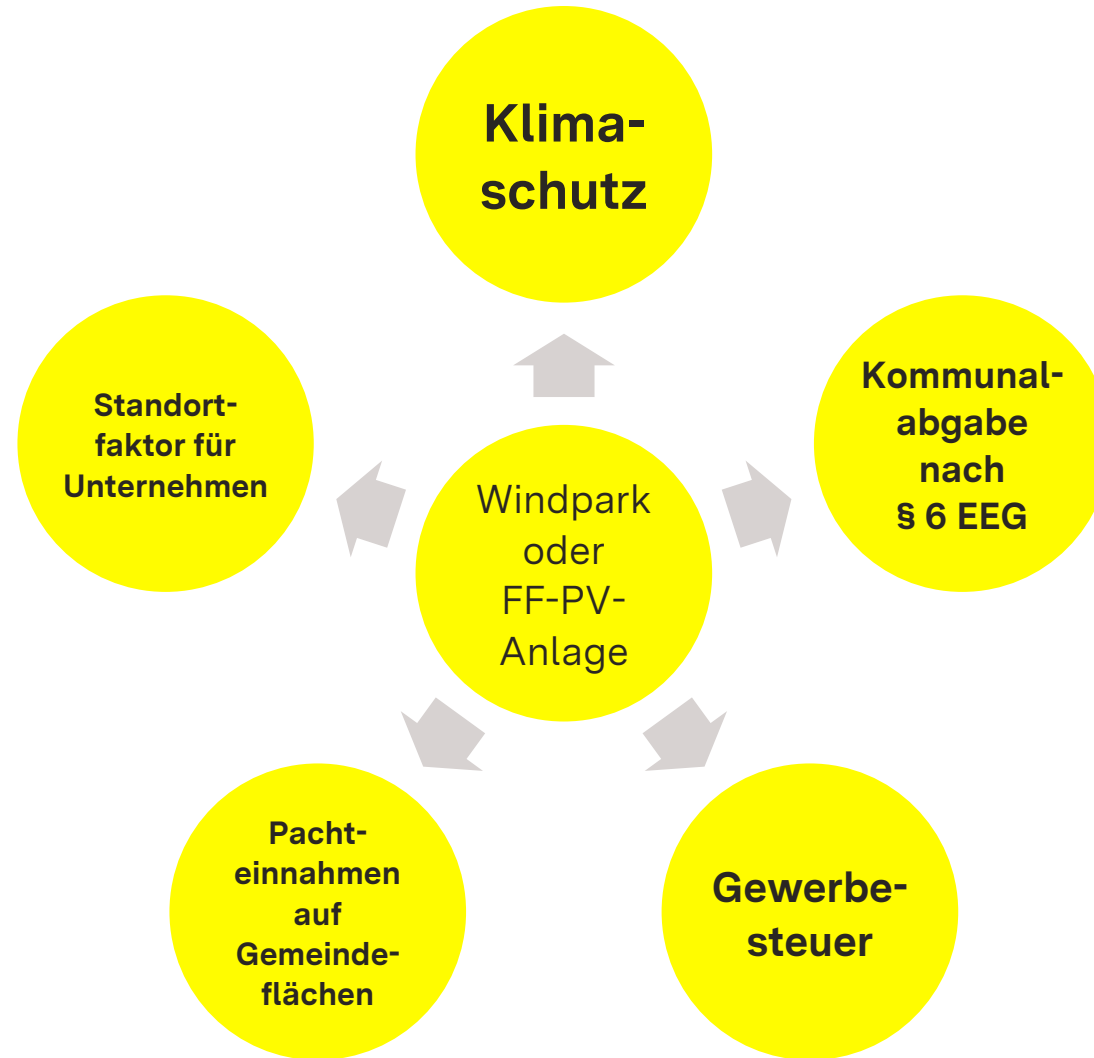 Klima-
schutz
Standort-
faktor für
Unternehmen
Kommunal-
abgabe
nach
§ 6 EEG
Windpark
oder
FF-PV-
Anlage
Pacht-
einnahmen
auf
Gemeinde-
flächen
Gewerbe-
steuer